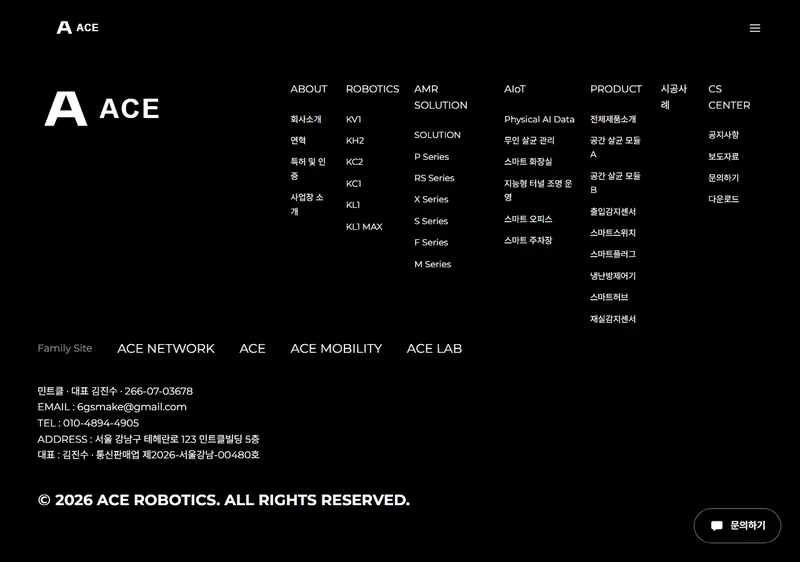 ACE
ACE
ABOUT
회사소개
연혁
특허 및 인
증
사업장 소
개
ROBOTICS
KV1
KH2
KC2
KC1
KL1
KL1 MAX
AMR
SOLUTION
SOLUTION
P Series
RS Series
X Series
S Series
F Series
M Series
AIoT
Physical AI Data
무인 살균 관리
스마트 화장실
지능형 터널 조명 운
영
스마트 오피스
스마트 주차장
PRODUCT
전체제품소개
공간 살균 모듈
A
공간 살균 모듈
B
출입감지센서
스마트스위치
스마트플러그
냉난방제어기
스마트허브
재실감지센서
시공사
례
CS
CENTER
공지사항
보도자료
문의하기
다운로드
Family Site
ACE NETWORK
ACE
ACE MOBILITY
ACE LAB
민트클 · 대표 김진수 · 266-07-03678
EMAIL : 6gsmake@gmail.com
TEL : 010-4894-4905
ADDRESS : 서울 강남구 테헤란로 123 민트클빌딩 5층
대표 : 김진수 · 통신판매업 제2026-서울강남-00480호
© 2026 ACE ROBOTICS. ALL RIGHTS RESERVED.
문의하기